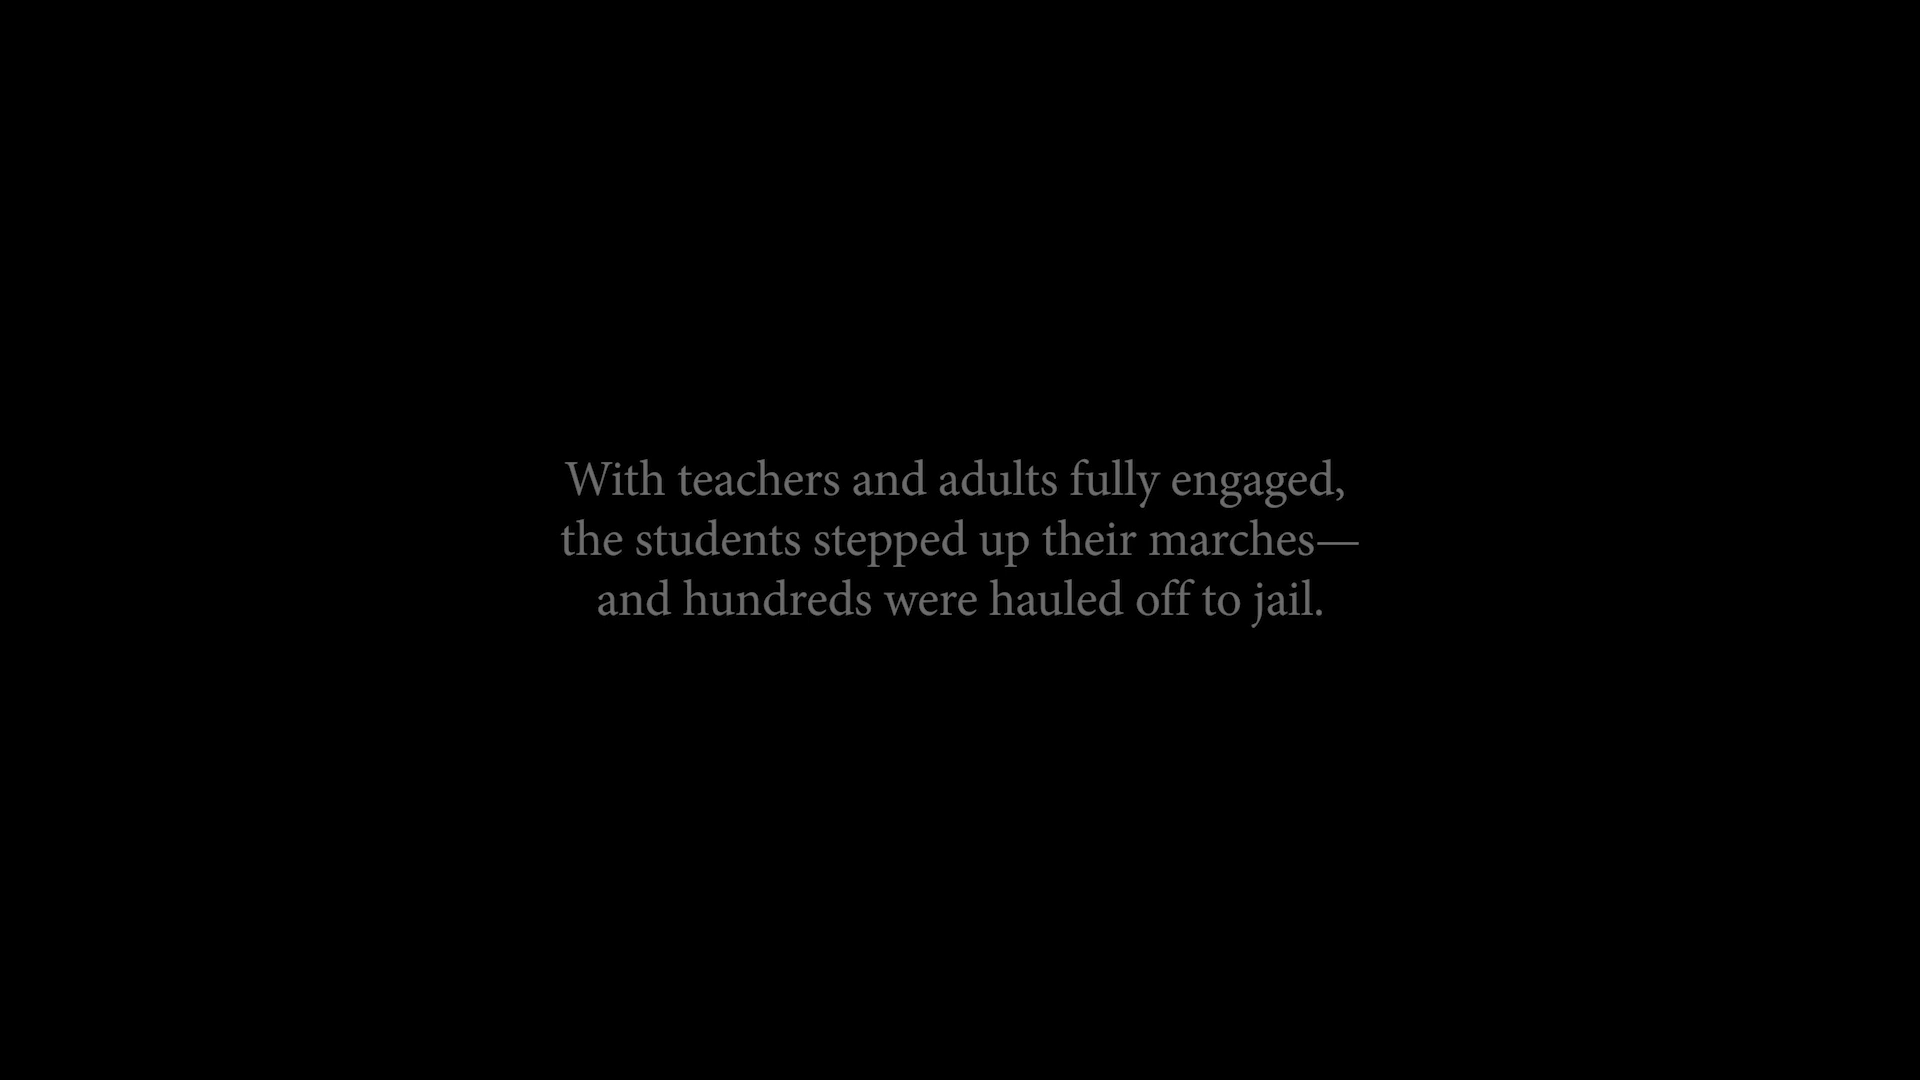 With teachers and adults fully engaged,
the students stepped up their marches—
and hundreds were hauled off to jail.